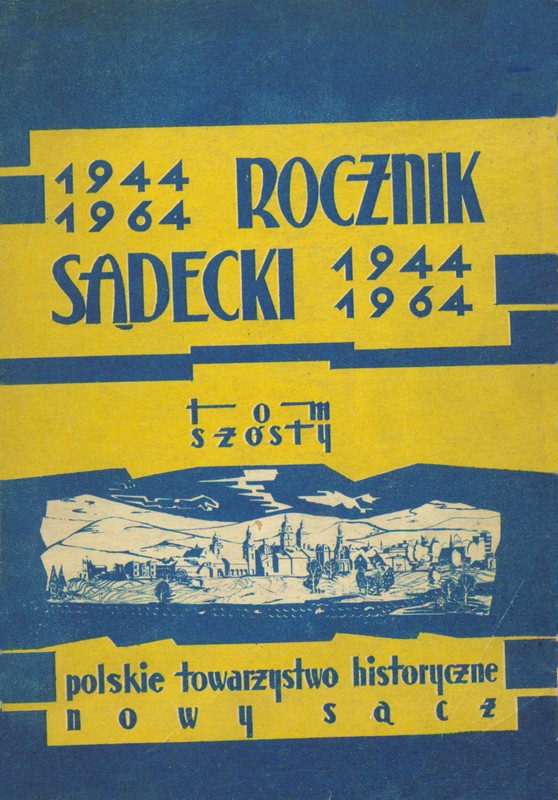 1944 ROCZNIK
1964
SĄDECKI 1944
1964
tom
szósty
polskie towarzystwo historyczne
nowy sącz